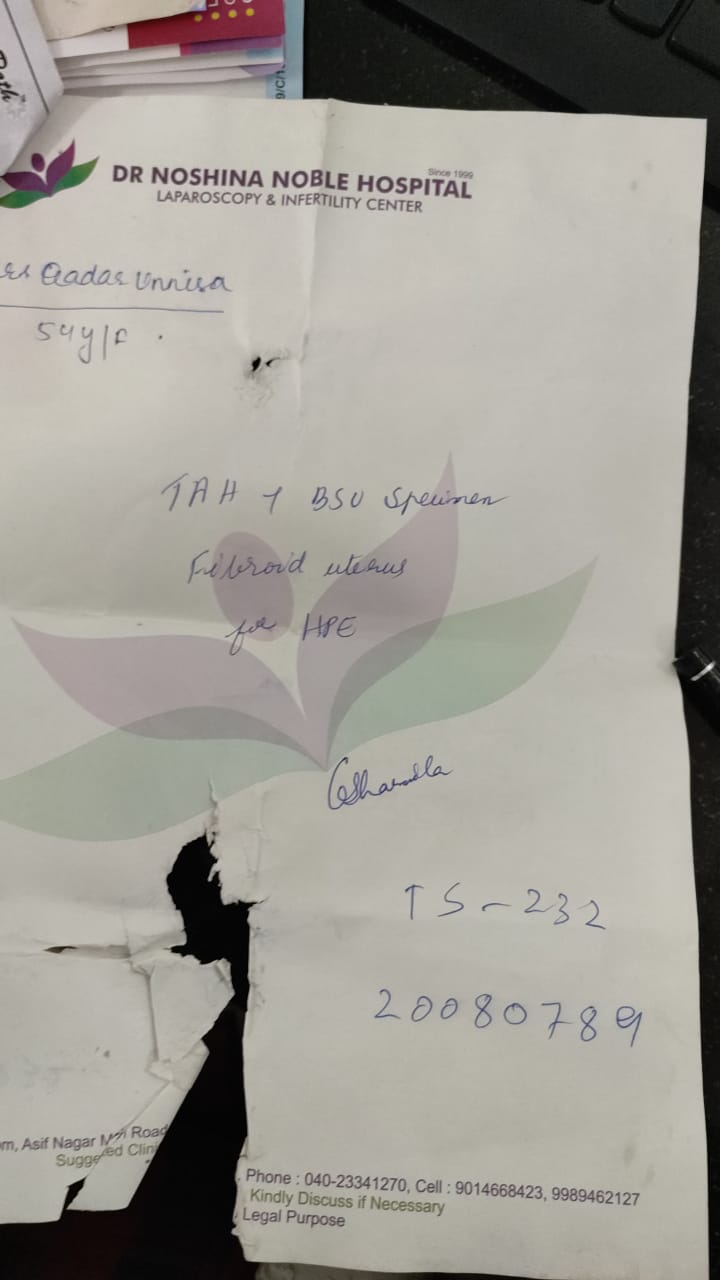 DR NOSHINA NOBLE HOSPITAL
Since 1999
LAPAROSCOPY & INFERTILITY CENTER
Unnisa
54y/F.
TAH + BSO Specimen
Fibroid uterus
for HPE
TS-232
20080789
Asif Nagar Road
Phone : 040-23341270, Cell : 9014668423, 9989462127
Kindly Discuss if Necessary
Legal Purpose